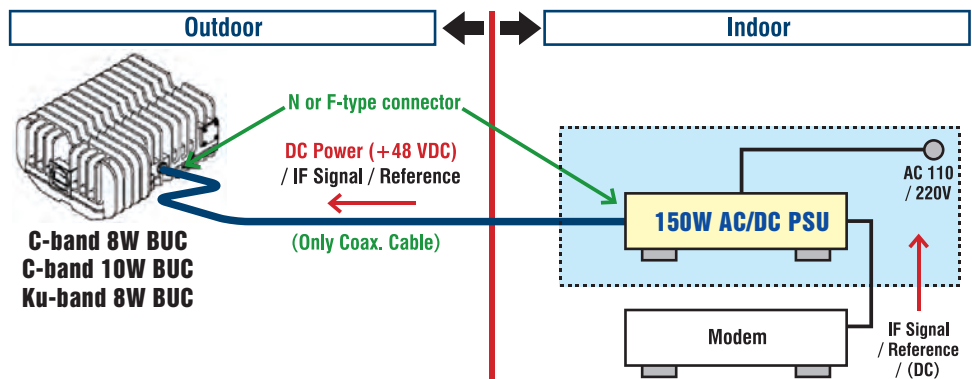 Outdoor
Indoor
N or F-type connector
DC Power (+48 VDC)
/ IF Signal / Reference
(Only Coax. Cable)
C-band 8W BUC
C-band 10W BUC
Ku-band 8W BUC
AC 110
/ 220V
150W AC/DC PSU
Modem
IF Signal
/ Reference
/ (DC)